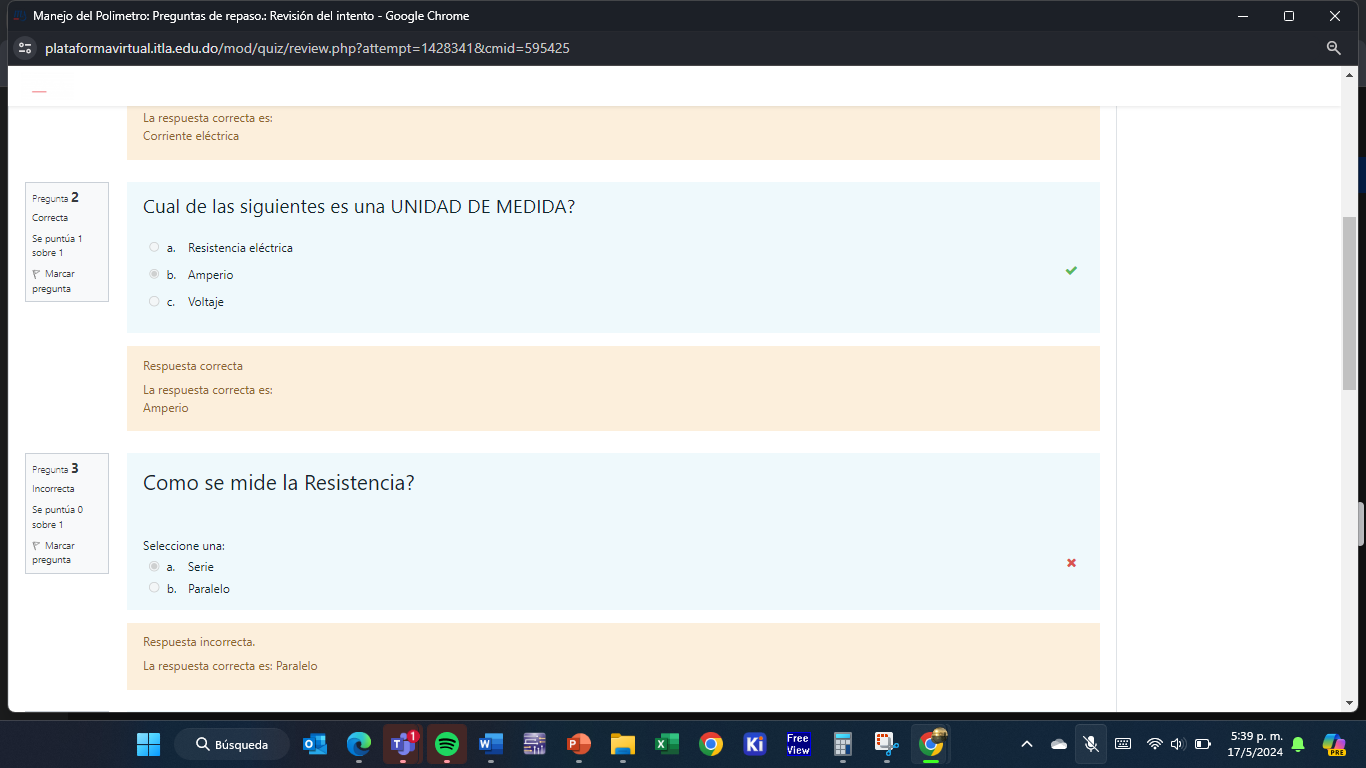 Manejo del Polimetro: Preguntas de repaso.: Revisión del intento - Google Chrome
plataformavirtual.itla.edu.do/mod/quiz/review.php?attempt=1428341&cmid=595425
La respuesta correcta es:
Corriente eléctrica
Pregunta 2
Correcta
Se puntúa 1
sobre 1
Marcar
pregunta
Cual de las siguientes es una UNIDAD DE MEDIDA?
a. Resistencia eléctrica
b. Amperio
c. Voltaje
Respuesta correcta
La respuesta correcta es:
Amperio
Pregunta 3
Incorrecta
Se puntúa 0
sobre 1
Marcar
pregunta
Como se mide la Resistencia?
Seleccione una:
a. Serie
b. Paralelo
Respuesta incorrecta.
La respuesta correcta es: Paralelo
Búsqueda
1
Ki
Free
View
5:39 p. m.
17/5/2024
PRE